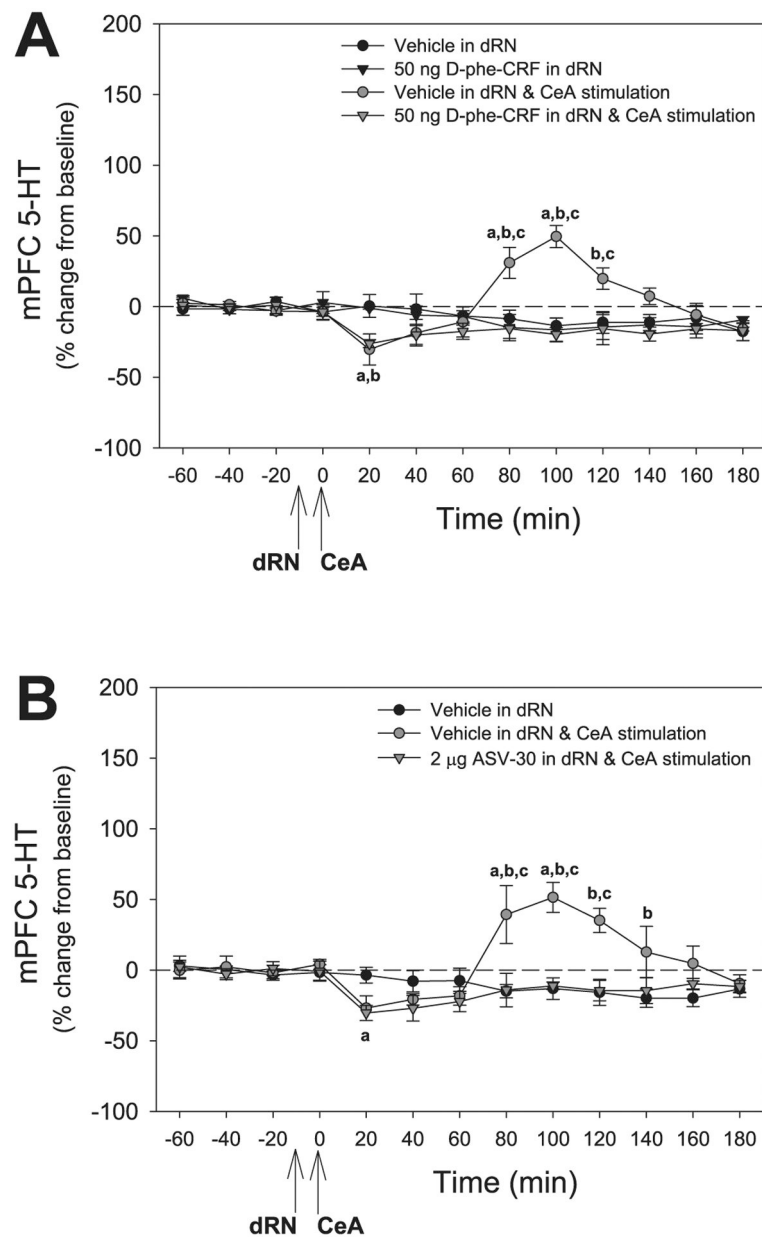 A
200
150
100
50
0
-50
-100
mPFC 5-HT
(% change from baseline)
Vehicle in dRN
50 ng D-phe-CRF in dRN
Vehicle in dRN & CeA stimulation
50 ng D-phe-CRF in dRN & CeA stimulation
a,b,c
a,b,c
b,c
a,b
-60 -40 -20 0 20 40 60 80 100 120 140 160 180
Time (min)
dRN CeA
B
200
150
100
50
0
-50
-100
mPFC 5-HT
(% change from baseline)
Vehicle in dRN
Vehicle in dRN & CeA stimulation
2 μg ASV-30 in dRN & CeA stimulation
a,b,c
a,b,c
b,c
b
a
-60 -40 -20 0 20 40 60 80 100 120 140 160 180
Time (min)
dRN CeA